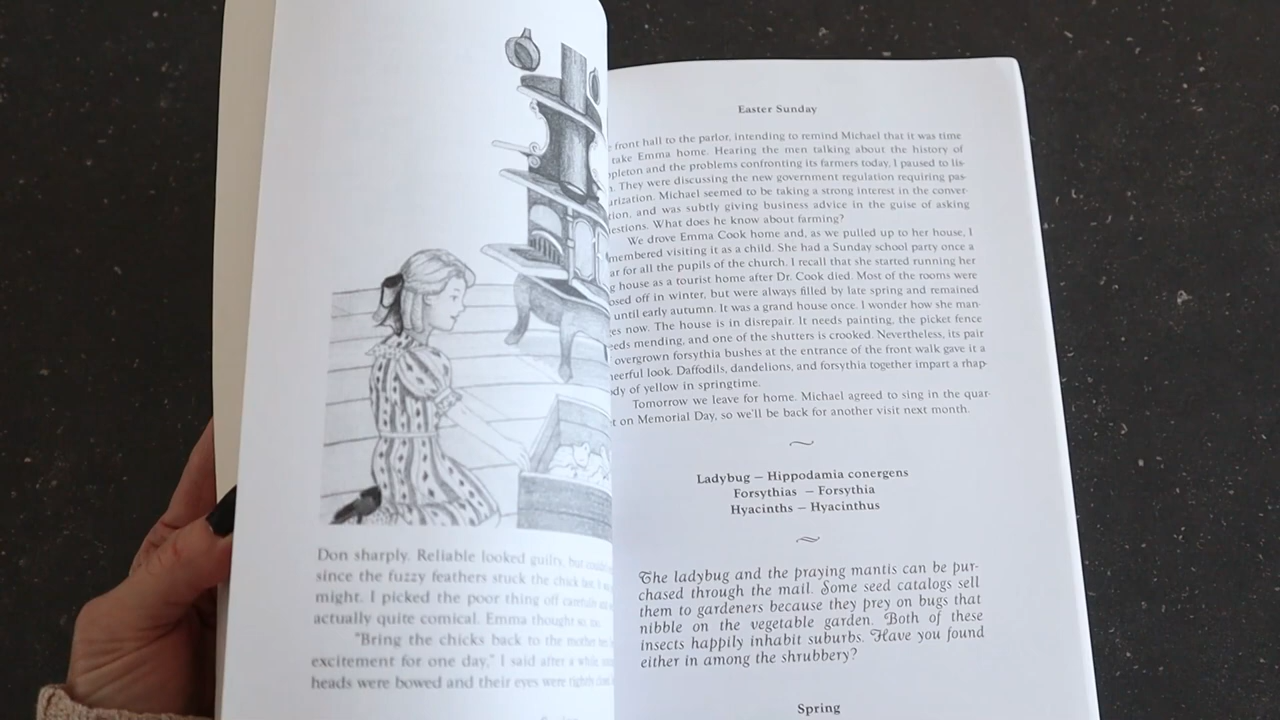 Don sharply. Reliable looked guilty, but
since the fuzzy feathers stuck the chick
might. I picked the poor thing off carefully
actually quite comical. Emma thought so, too.
"Bring the chicks back to the mother
excitement for one day," I said after a while
heads were bowed and their eyes were tightly
Easter Sunday
front hall to the parlor, intending to remind Michael that it was time
take Emma home. Hearing the men talking about the history of
pleton and the problems confronting its farmers today, I paused to lis-
They were discussing the new government regulation requiring pas-
rization. Michael seemed to be taking a strong interest in the conver-
tion, and was subtly giving business advice in the guise of asking
estions. What does he know about farming?
We drove Emma Cook home and, as we pulled up to her house, I
membered visiting it as a child. She had a Sunday school party once a
ar for all the pupils of the church. I recall that she started running her
g house as a tourist home after Dr. Cook died. Most of the rooms were
osed off in winter, but were always filled by late spring and remained
until early autumn. It was a grand house once. I wonder how she man-
es now. The house is in disrepair. It needs painting, the picket fence
eds mending, and one of the shutters is crooked. Nevertheless, its pair
overgrown forsythia bushes at the entrance of the front walk gave it a
eerful look. Daffodils, dandelions, and forsythia together impart a rhap-
dy of yellow in springtime.
Tomorrow we leave for home. Michael agreed to sing in the quar-
t on Memorial Day, so we'll be back for another visit next month.
Ladybug – Hippodamia conergens
Forsythias – Forsythia
Hyacinths – Hyacinthus
The ladybug and the praying mantis can be pur-
chased through the mail. Some seed catalogs sell
them to gardeners because they prey on bugs that
nibble on the vegetable garden. Both of these
insects happily inhabit suburbs. Have you found
either in among the shrubbery?
Spring